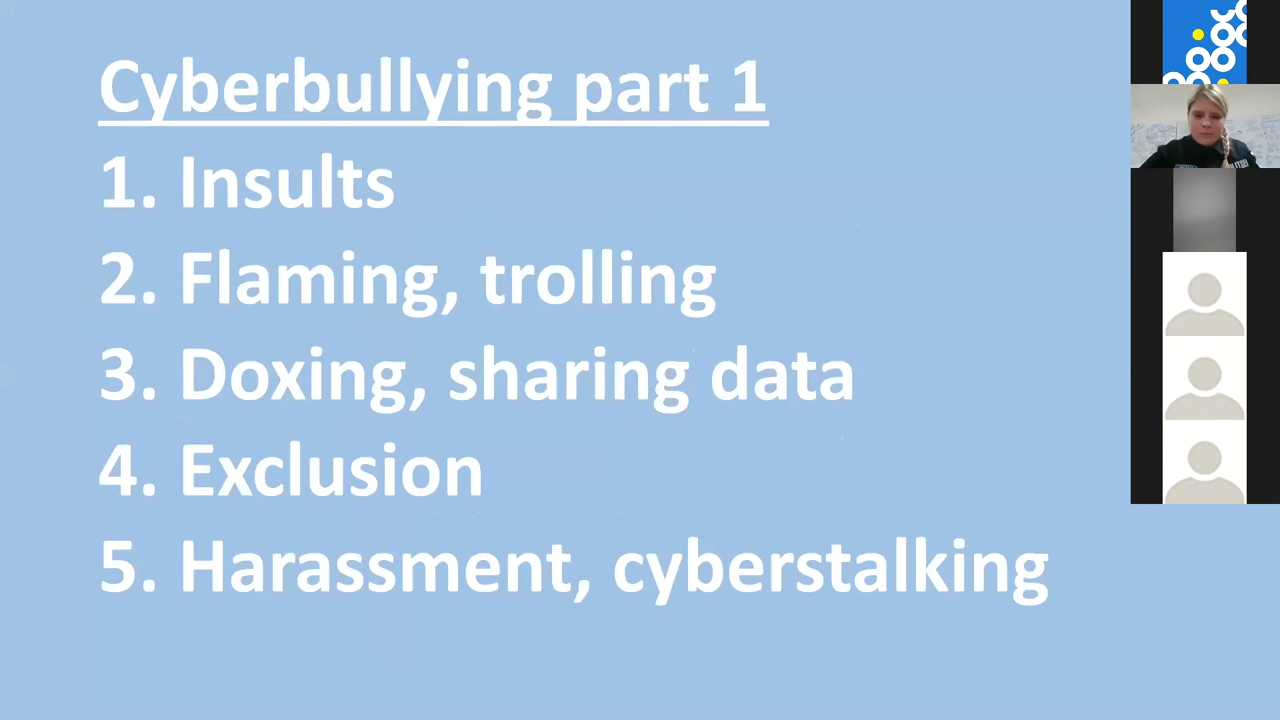 Cyberbullying part 1
1. Insults
2. Flaming, trolling
3. Doxing, sharing data
4. Exclusion
5. Harassment, cyberstalking